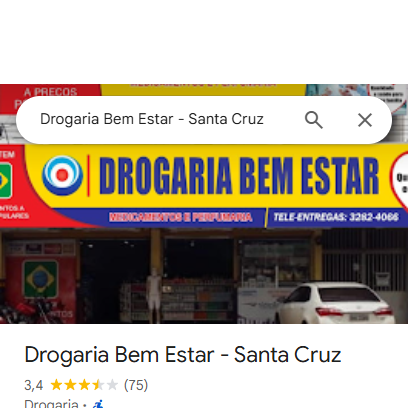 A PREÇOS
Drogaria Bem Estar - Santa Cruz
TEM
DROGARIA BEM ESTAR
MEDICAMENTOS E PERFUMARIA
TELE-ENTREGAS: 3282-4066
Drogaria Bem Estar - Santa Cruz
3,4 (75)
Drogaria ·